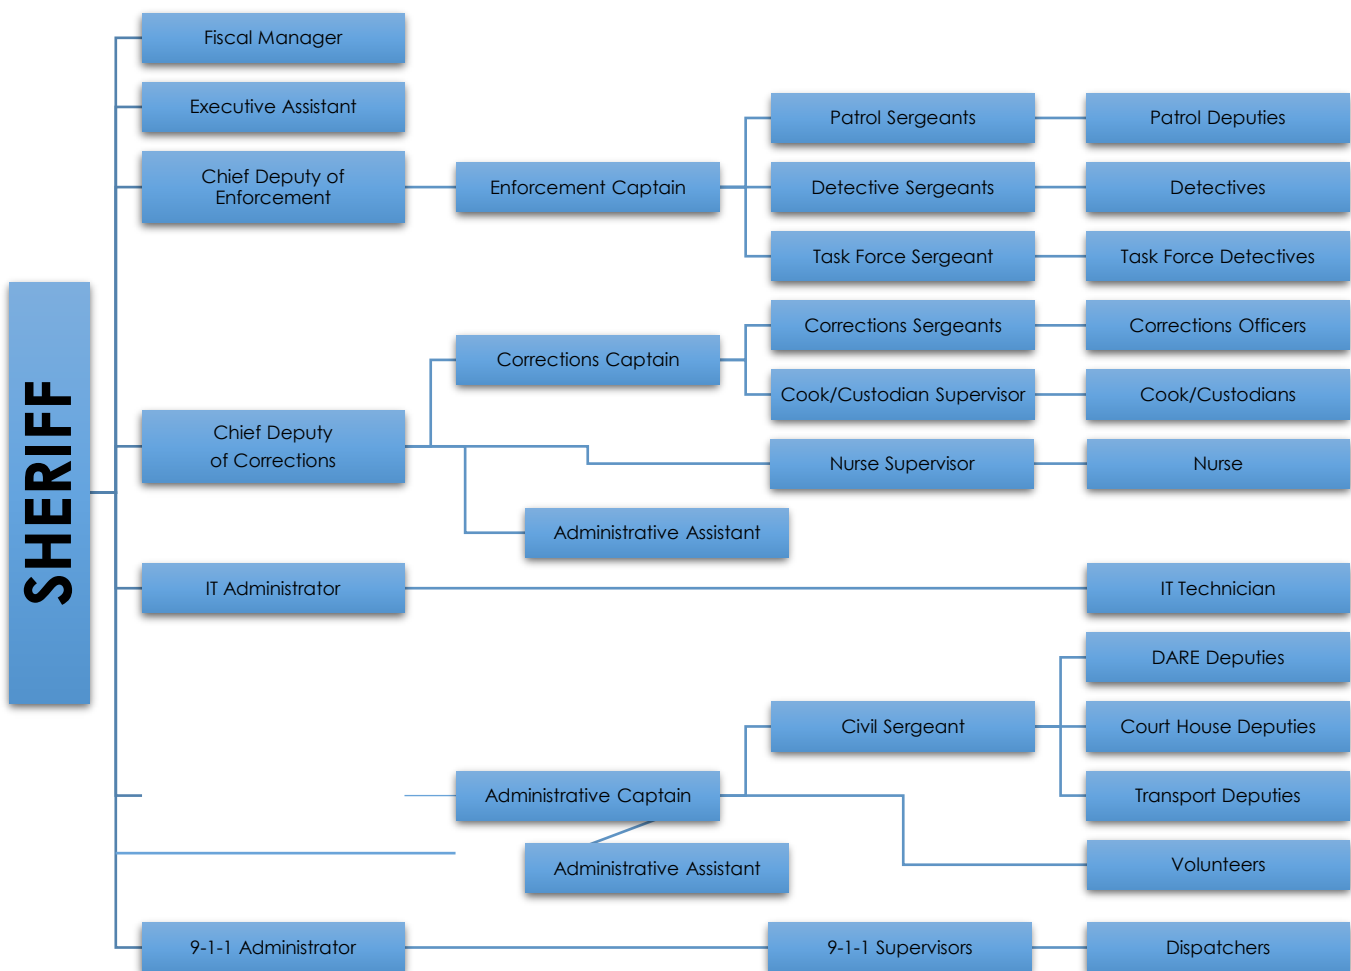 SHERIFF
Fiscal Manager
Executive Assistant
Chief Deputy of
Enforcement
Enforcement Captain
Patrol Sergeants
Patrol Deputies
Detective Sergeants
Detectives
Task Force Sergeant
Task Force Detectives
Chief Deputy
of Corrections
Corrections Captain
Corrections Sergeants
Corrections Officers
Cook/Custodian Supervisor
Cook/Custodians
Nurse Supervisor
Nurse
Administrative Assistant
IT Administrator
IT Technician
Administrative Captain
Civil Sergeant
DARE Deputies
Court House Deputies
Transport Deputies
Administrative Assistant
Volunteers
9-1-1 Administrator
9-1-1 Supervisors
Dispatchers